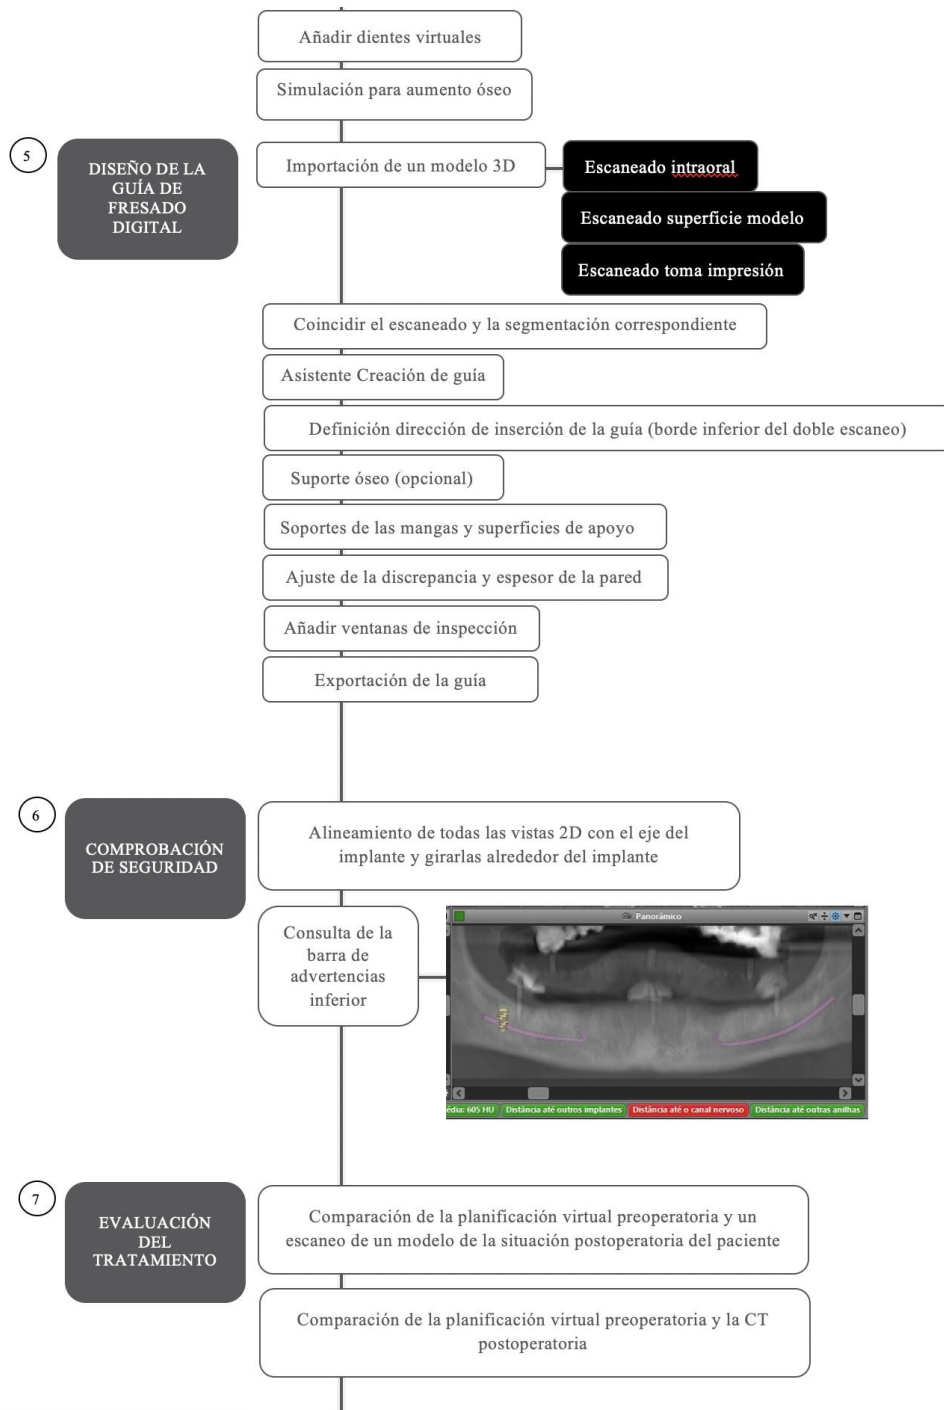 Añadir dientes virtuales
Simulación para aumento óseo
5
DISEÑO DE LA
GUÍA DE
FRESADO
DIGITAL
Importación de un modelo 3D
Escaneado intraoral
Escaneado superficie modelo
Escaneado toma impresión
Coincidir el escaneado y la segmentación correspondiente
Asistente Creación de guía
Definición dirección de inserción de la guía (borde inferior del doble escaneo)
Suporte óseo (opcional)
Soportes de las mangas y superficies de apoyo
Ajuste de la discrepancia y espesor de la pared
Añadir ventanas de inspección
Exportación de la guía
6
COMPROBACIÓN
DE SEGURIDAD
Alineamiento de todas las vistas 2D con el eje del
implante y girarlas alrededor del implante
Consulta de la
barra de
advertencias
inferior
Panorâmico
édia: 605 HU
Distância até outros implantes
Distância até o canal nervoso
Distância até outras anilhas
7
EVALUACIÓN
DEL
TRATAMIENTO
Comparación de la planificación virtual preoperatoria y un
escaneo de un modelo de la situación postoperatoria del paciente
Comparación de la planificación virtual preoperatoria y la CT
postoperatoria